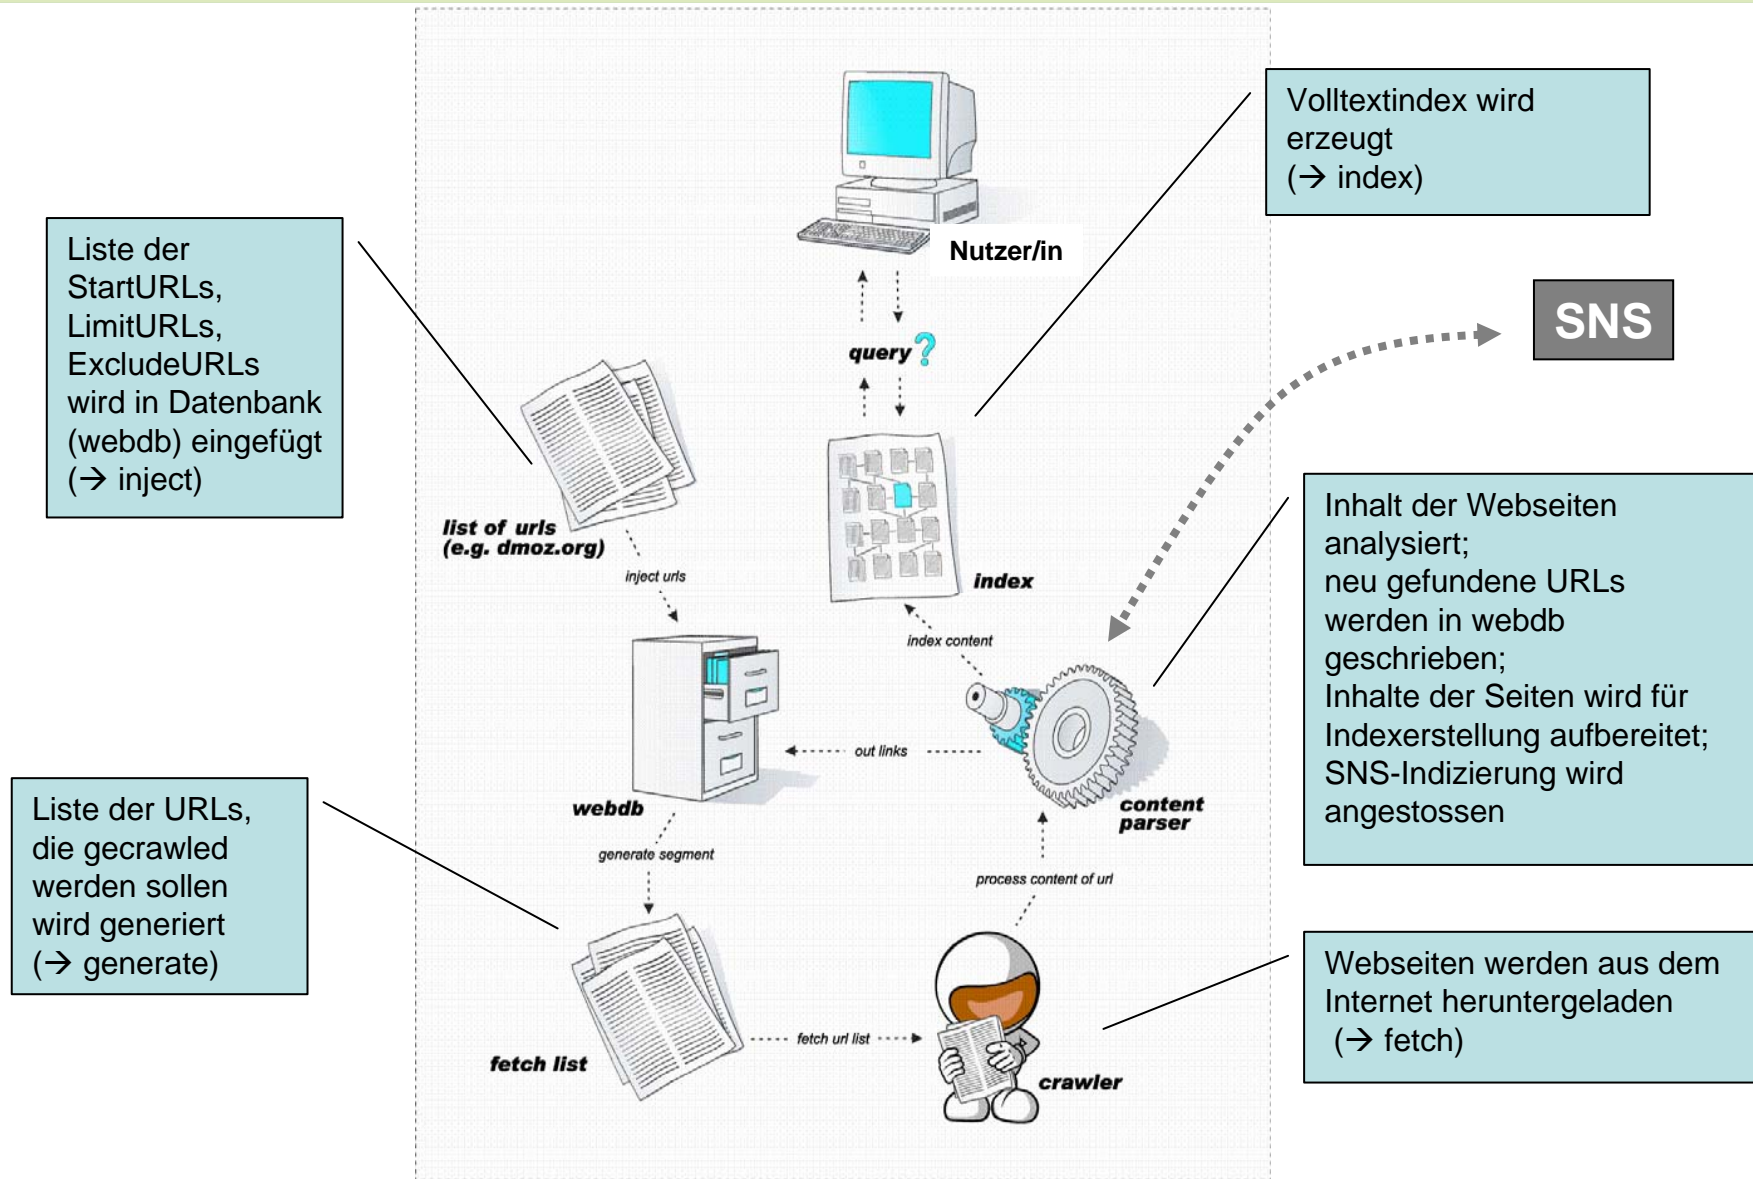 Volltextindex wird
erzeugt
(→ index)
Nutzer/in
Liste der
StartURLs,
LimitURLs,
ExcludeURLs
wird in Datenbank
(webdb) eingefügt
(→ inject)
SNS
query?
list of urls
(e.g. dmoz.org)
inject urls
index
index content
Inhalt der Webseiten
analysiert;
neu gefundene URLs
werden in webdb
geschrieben;
Inhalte der Seiten wird für
Indexerstellung aufbereitet;
SNS-Indizierung wird
angestossen
out links
webdb
content
parser
Liste der URLs,
die gecrawled
werden sollen
wird generiert
(→ generate)
generate segment
process content of url
Webseiten werden aus dem
Internet heruntergeladen
(→ fetch)
fetch url list
fetch list
crawler